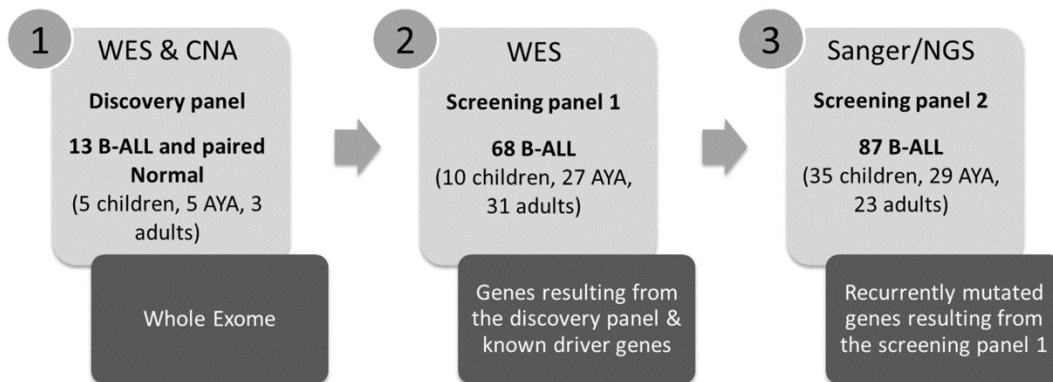 1
WES & CNA
Discovery panel
13 B-ALL and paired
Normal
(5 children, 5 AYA, 3
adults)
Whole Exome
2
WES
Screening panel 1
68 B-ALL
(10 children, 27 AYA,
31 adults)
Genes resulting from
the discovery panel &
known driver genes
3
Sanger/NGS
Screening panel 2
87 B-ALL
(35 children, 29 AYA,
23 adults)
Recurrently mutated
genes resulting from
the screening panel 1